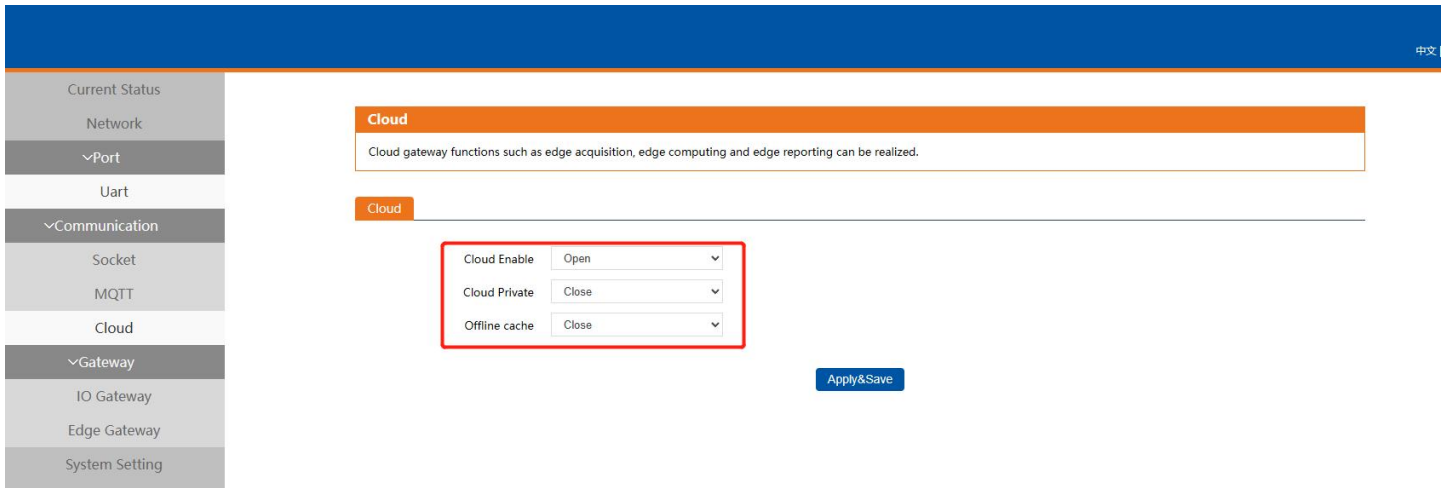 中文 |
Current Status
Network
Port
Uart
Communication
Socket
MQTT
Cloud
Gateway
IO Gateway
Edge Gateway
System Setting
Cloud
Cloud gateway functions such as edge acquisition, edge computing and edge reporting can be realized.
Cloud
Cloud Enable Open
Cloud Private Close
Offline cache Close
Apply&Save